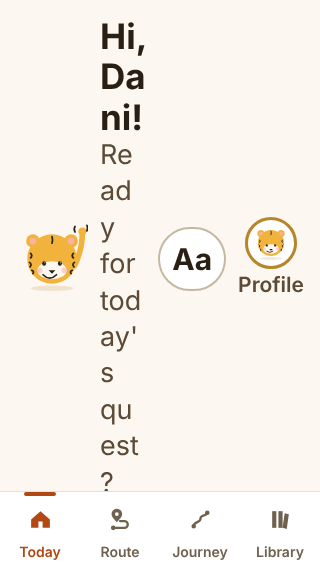 Hi,
Da
ni!
Re
ad
y
for
tod
ay'
s
qu
est
?
Aa
Profile
Today
Route
Journey
Library